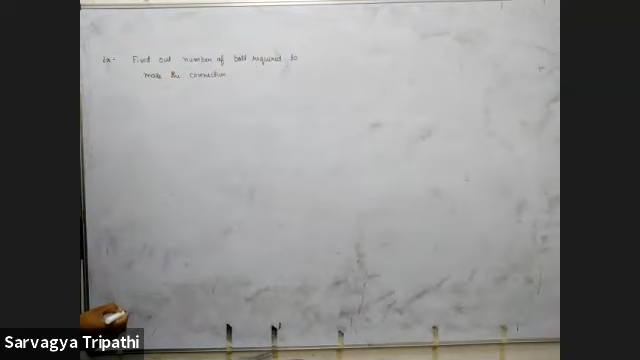 Ex:- Find out number of bolt required to
make the connection
Sarvagya Tripathi